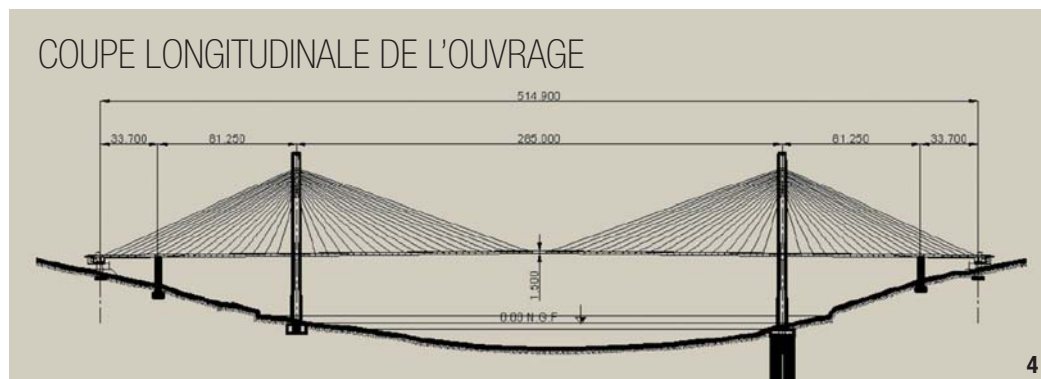 COUPE LONGITUDINALE DE L'OUVRAGE
514.900
33.700 81.250 285.000 81.250 33.700
1.500
0.00 N.G.F
4